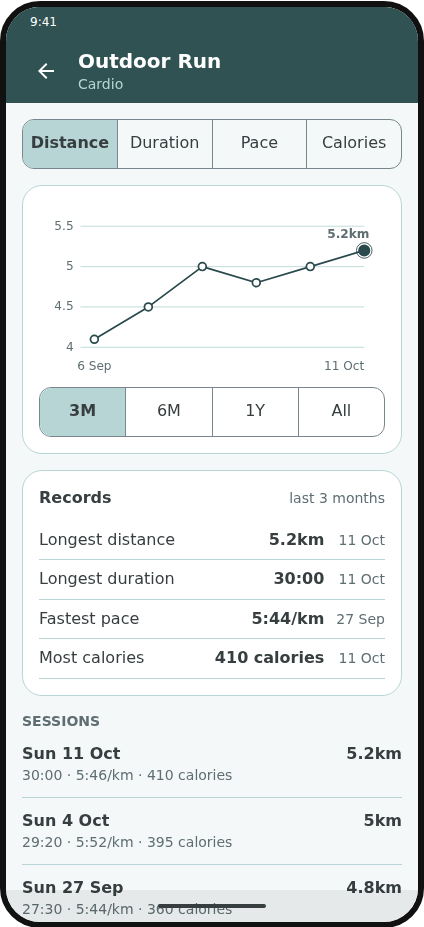 9:41
Outdoor Run
Cardio
Distance Duration Pace Calories
5.5
5.2km
5
4.5
4
6 Sep 11 Oct
3M 6M 1Y All
Records last 3 months
Longest distance 5.2km 11 Oct
Longest duration 30:00 11 Oct
Fastest pace 5:44/km 27 Sep
Most calories 410 calories 11 Oct
SESSIONS
Sun 11 Oct 5.2km
30:00 · 5:46/km · 410 calories
Sun 4 Oct 5km
29:20 · 5:52/km · 395 calories
Sun 27 Sep 4.8km
27:30 · 5:44/km · 360 calories